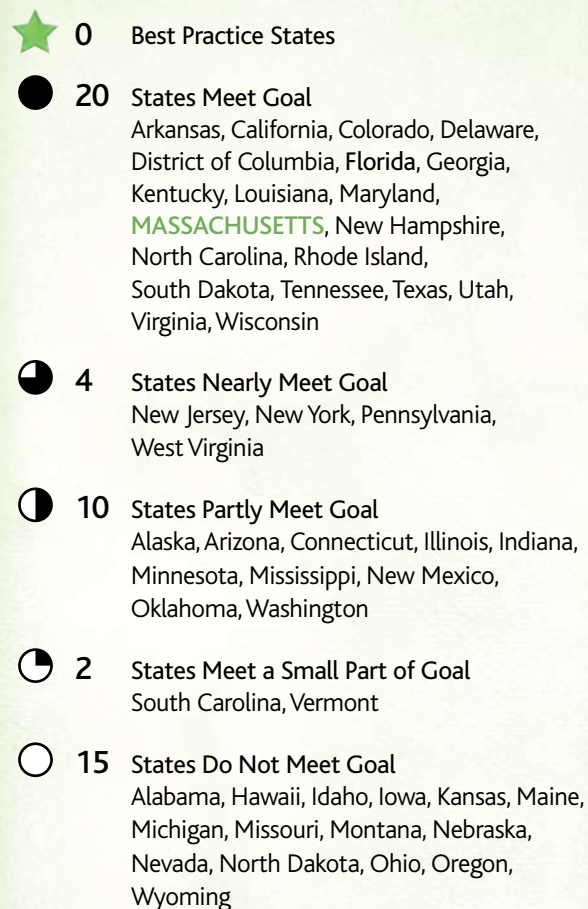 0 Best Practice States
20 States Meet Goal
Arkansas, California, Colorado, Delaware,
District of Columbia, Florida, Georgia,
Kentucky, Louisiana, Maryland,
MASSACHUSETTS, New Hampshire,
North Carolina, Rhode Island,
South Dakota, Tennessee, Texas, Utah,
Virginia, Wisconsin
4 States Nearly Meet Goal
New Jersey, New York, Pennsylvania,
West Virginia
10 States Partly Meet Goal
Alaska, Arizona, Connecticut, Illinois, Indiana,
Minnesota, Mississippi, New Mexico,
Oklahoma, Washington
2 States Meet a Small Part of Goal
South Carolina, Vermont
15 States Do Not Meet Goal
Alabama, Hawaii, Idaho, Iowa, Kansas, Maine,
Michigan, Missouri, Montana, Nebraska,
Nevada, North Dakota, Ohio, Oregon,
Wyoming